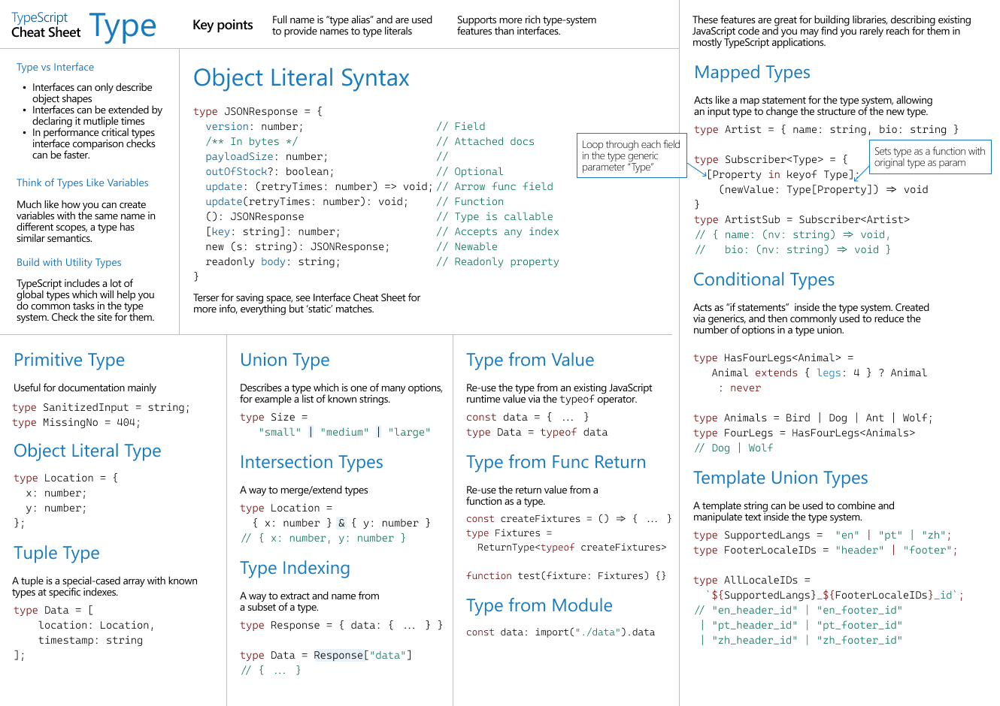 TypeScript
Cheat Sheet
Type
Key points
Full name is “type alias” and are used
to provide names to type literals
Supports more rich type-system
features than interfaces.
Type vs Interface
• Interfaces can only describe
object shapes
• Interfaces can be extended by
declaring it mutliple times
• In performance critical types
interface comparison checks
can be faster.
Think of Types Like Variables
Much like how you can create
variables with the same name in
different scopes, a type has
similar semantics.
Build with Utility Types
TypeScript includes a lot of
global types which will help you
do common tasks in the type
system. Check the site for them.
Object Literal Syntax
type JSONResponse = {
version: number; // Field
/** In bytes */ // Attached docs
payloadSize: number; //
outOfStock?: boolean; // Optional
update: (retryTimes: number) => void; // Arrow func field
update(retryTimes: number): void; // Function
(): JSONResponse // Type is callable
[key: string]: number; // Accepts any index
new (s: string): JSONResponse; // Newable
readonly body: string; // Readonly property
}
Terser for saving space, see Interface Cheat Sheet for
more info, everything but ‘static’ matches.
Primitive Type
Useful for documentation mainly
type SanitizedInput = string;
type MissingNo = 404;
Object Literal Type
type Location = {
x: number;
y: number;
};
Tuple Type
A tuple is a special-cased array with known
types at specific indexes.
type Data = [
location: Location,
timestamp: string
];
Union Type
Describes a type which is one of many options,
for example a list of known strings.
type Size =
"small" | "medium" | "large"
Intersection Types
A way to merge/extend types
type Location =
{ x: number } & { y: number }
// { x: number, y: number }
Type Indexing
A way to extract and name from
a subset of a type.
type Response = { data: { ... } }
type Data = Response["data"]
// { ... }
Type from Value
Re-use the type from an existing JavaScript
runtime value via the typeof operator.
const data = { ... }
type Data = typeof data
Type from Func Return
Re-use the return value from a
function as a type.
const createFixtures = () => { ... }
type Fixtures =
ReturnType<typeof createFixtures>
function test(fixture: Fixtures) {}
Type from Module
const data: import("./data").data
These features are great for building libraries, describing existing
JavaScript code and you may find you rarely reach for them in
mostly TypeScript applications.
Mapped Types
Acts like a map statement for the type system, allowing
an input type to change the structure of the new type.
type Artist = { name: string, bio: string }
Loop through each field
in the type generic
parameter “Type”
Sets type as a function with
original type as param
type Subscriber<Type> = {
[Property in keyof Type]:
(newValue: Type[Property]) => void
}
type ArtistSub = Subscriber<Artist>
// { name: (nv: string) => void,
// bio: (nv: string) => void }
Conditional Types
Acts as “if statements” inside the type system. Created
via generics, and then commonly used to reduce the
number of options in a type union.
type HasFourLegs<Animal> =
Animal extends { legs: 4 } ? Animal
: never
type Animals = Bird | Dog | Ant | Wolf;
type FourLegs = HasFourLegs<Animals>
// Dog | Wolf
Template Union Types
A template string can be used to combine and
manipulate text inside the type system.
type SupportedLangs = "en" | "pt" | "zh";
type FooterLocaleIDs = "header" | "footer";
type AllLocaleIDs =
`${SupportedLangs}_${FooterLocaleIDs}_id`;
// "en_header_id" | "en_footer_id"
| "pt_header_id" | "pt_footer_id"
| "zh_header_id" | "zh_footer_id"